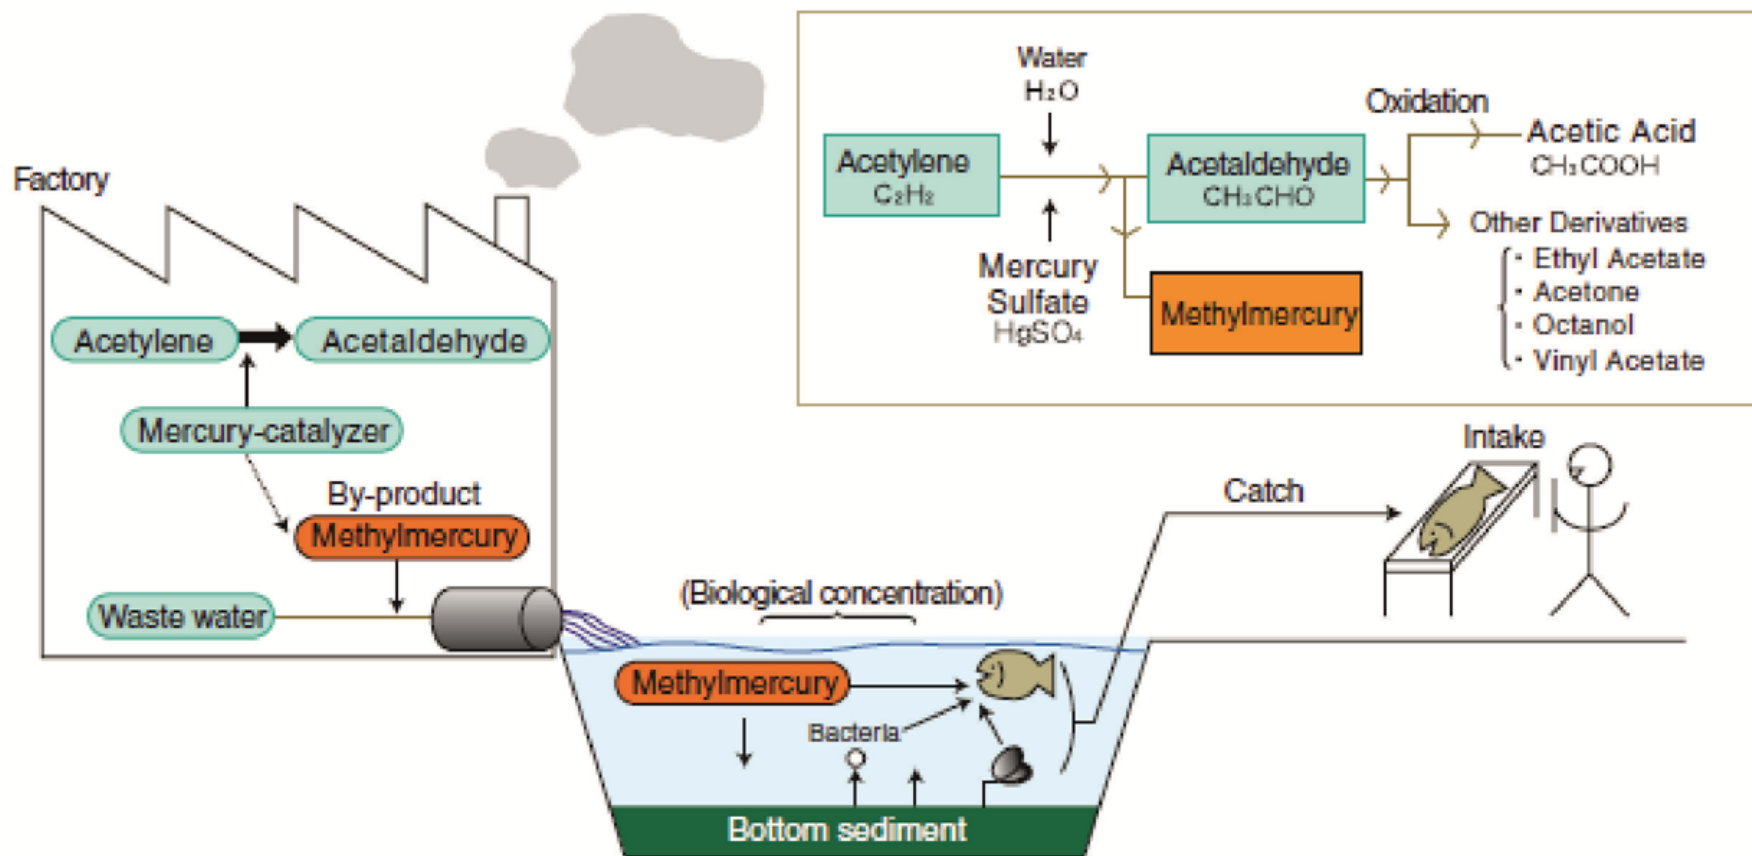 Factory
Acetylene
Acetaldehyde
Mercury-catalyzer
By-product
Methylmercury
Waste water
Water
H₂O
Acetylene
C₂H₂
Mercury
Sulfate
HgSO₄
Acetaldehyde
CH₃CHO
Methylmercury
Oxidation
Acetic Acid
CH₃COOH
Other Derivatives
・ Ethyl Acetate
・ Acetone
・ Octanol
・ Vinyl Acetate
(Biological concentration)
Methylmercury
Bacteria
Bottom sediment
Catch
Intake